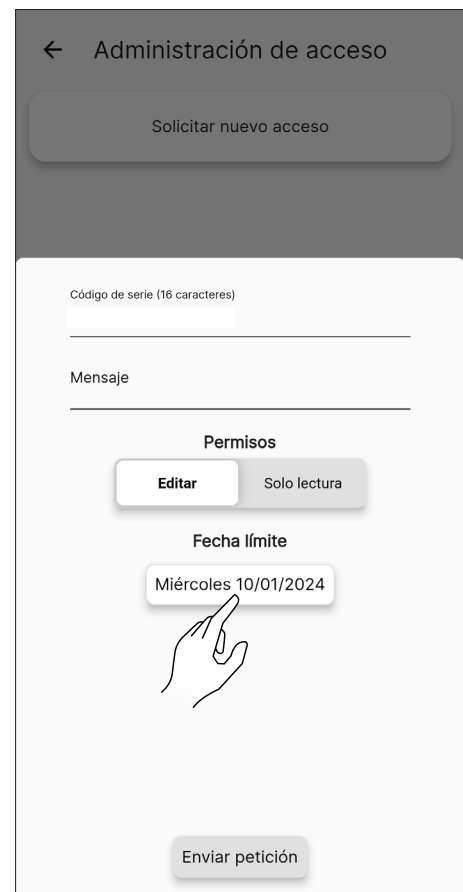 Administración de acceso
Solicitar nuevo acceso
Código de serie (16 caracteres)
Mensaje
Permisos
Editar Solo lectura
Fecha límite
Miércoles 10/01/2024
Enviar petición